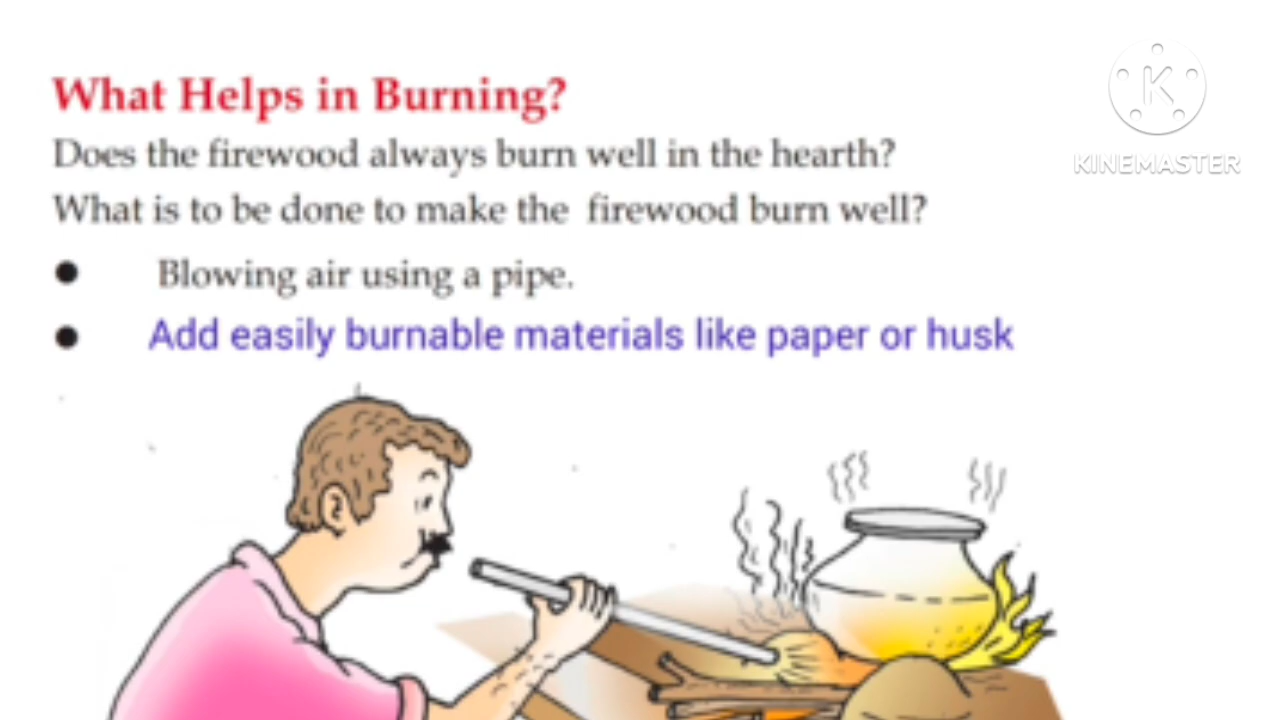 What Helps in Burning?
KINEMASTER
Does the firewood always burn well in the hearth?
What is to be done to make the firewood burn well?
● Blowing air using a pipe.
● Add easily burnable materials like paper or husk